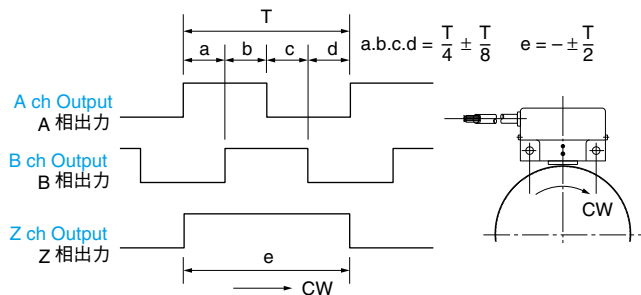 T
a b c d
a.b.c.d = T/4 ± T/8 e = – ± T/2
A ch Output
A 相出力
B ch Output
B 相出力
CW
Z ch Output
Z 相出力
e
CW